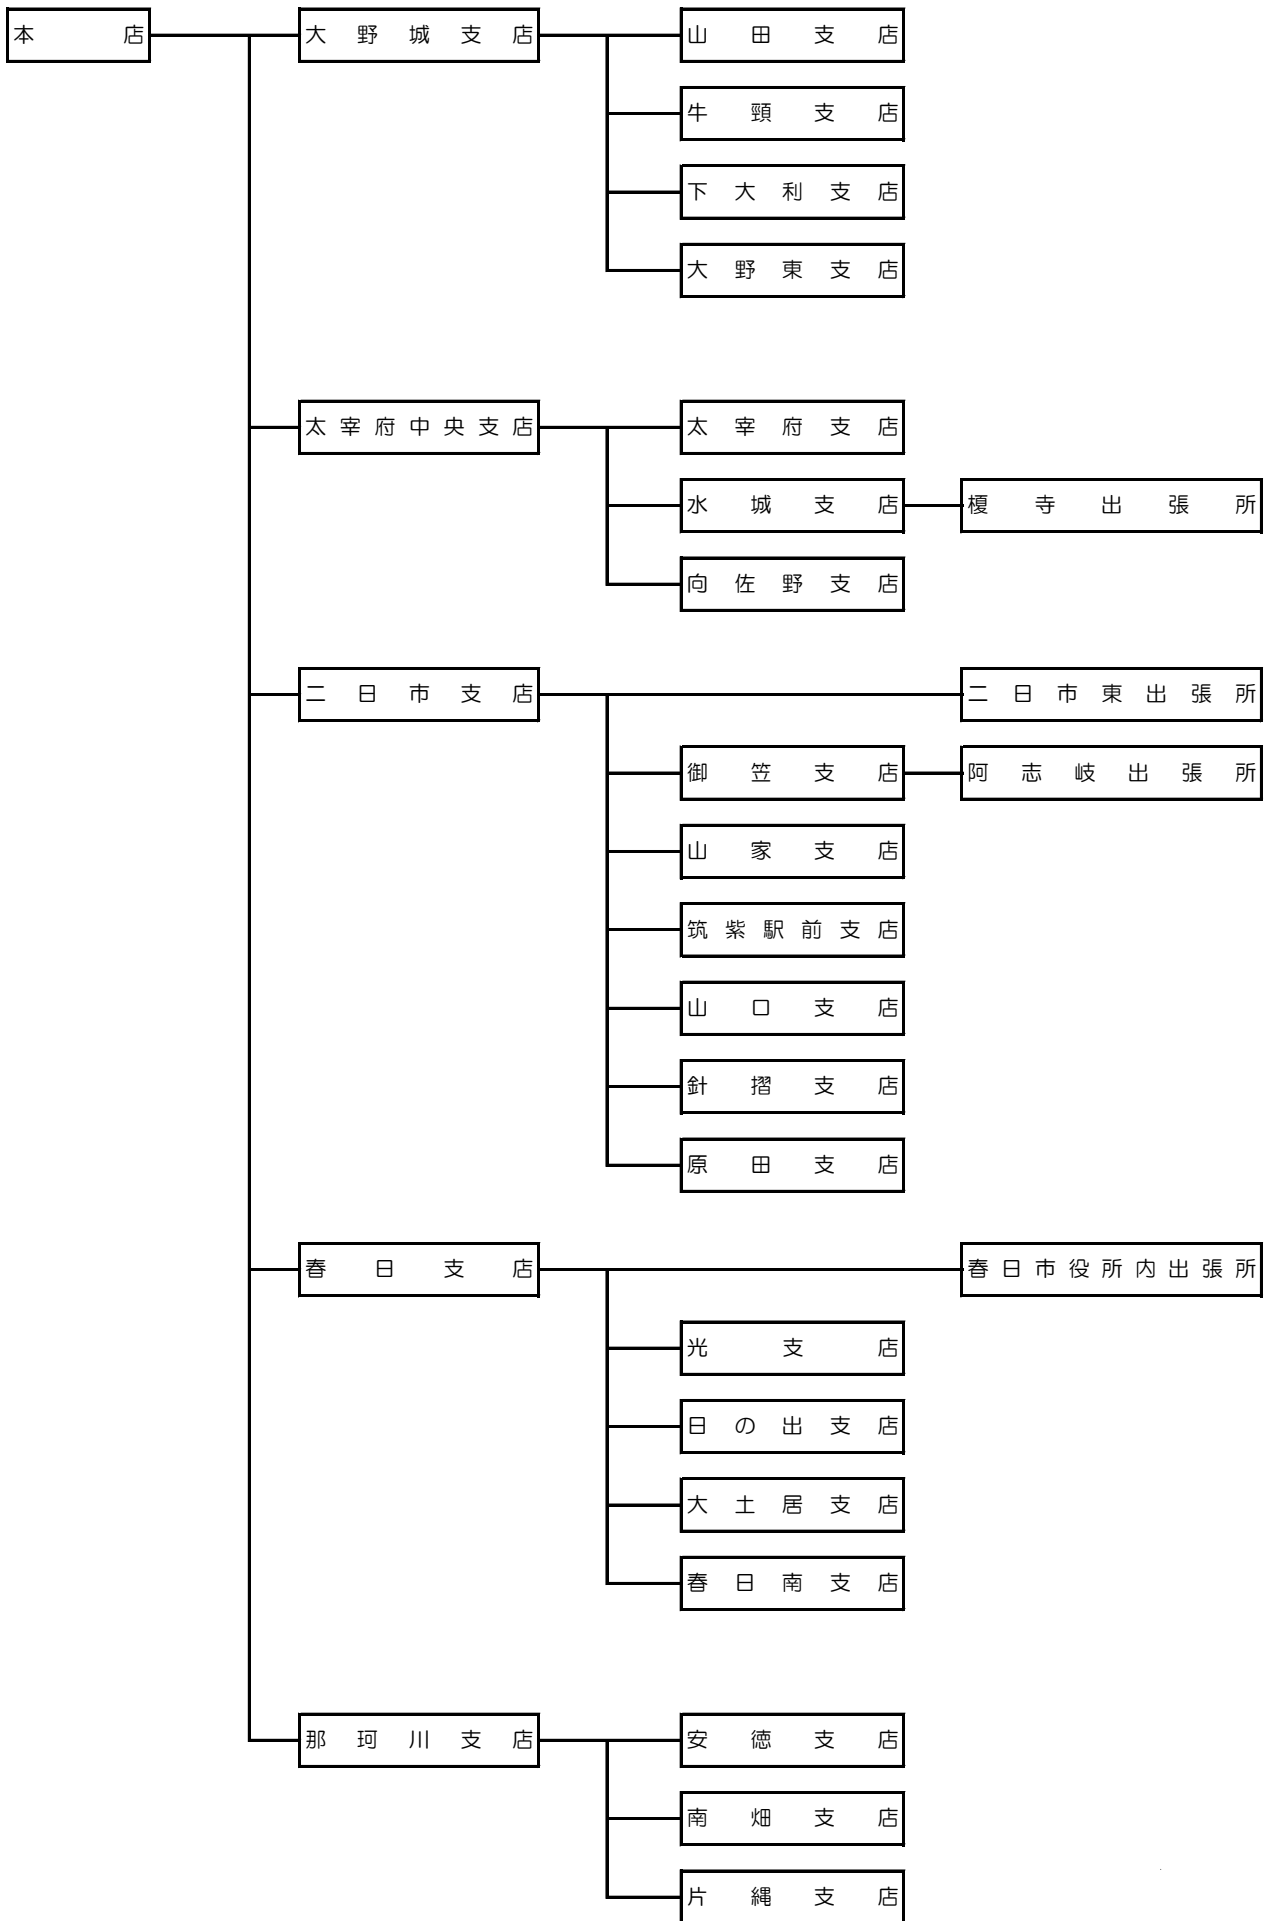 本店
大野城支店
山田支店
牛頸支店
下大利支店
大野東支店
太宰府中央支店
太宰府支店
水城支店
榎寺出張所
向佐野支店
二日市支店
二日市東出張所
御笠支店
阿志岐出張所
山家支店
筑紫駅前支店
山口支店
針摺支店
原田支店
春日支店
春日市役所内出張所
光支店
日の出支店
大土居支店
春日南支店
那珂川支店
安徳支店
南畑支店
片縄支店